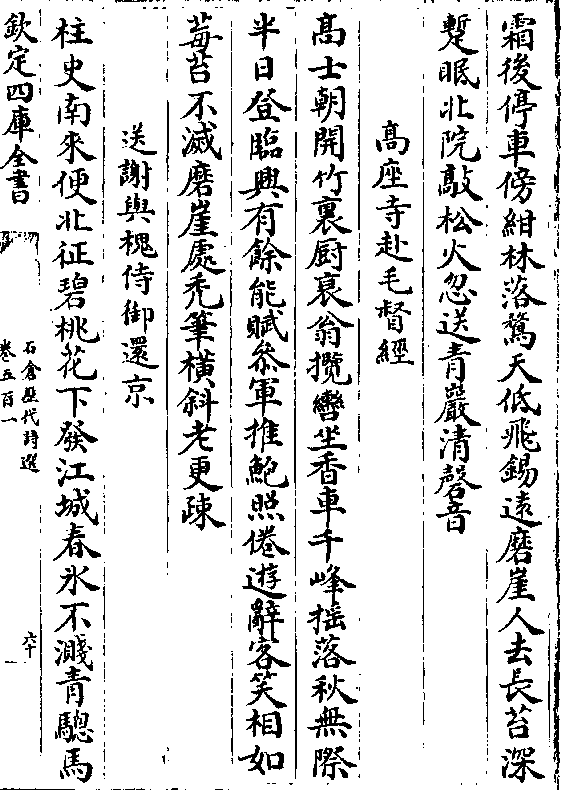 霜後停車傍紺林落鶩天低飛錫遠磨崖人去長苔深
蹔眠北院敲松火忽送青巖清磬音
高座寺赴毛督經
高士朝開竹裏厨衰翁攬轡坐香車千峰揺落秋無際
半日登臨興有餘能賦叅軍推鮑照倦遊辭客笑相如
莓苔不滅磨崖處秃筆橫斜老更疎
送謝與槐侍御還京
柱史南來便北征碧桃花下發江城春氷不濺青驄馬
欽定四庫全書
石倉歷代詩選
卷五百一
六十